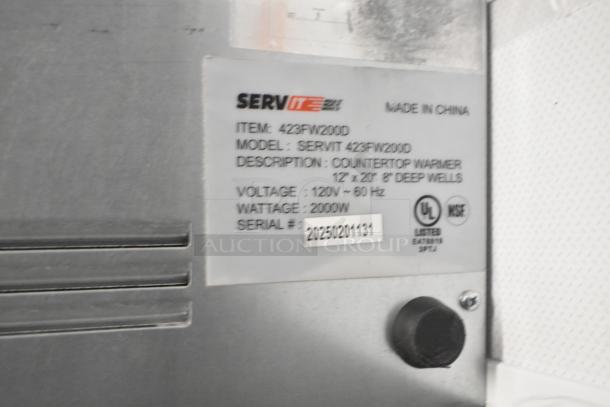 SERVIT
MADE IN CHINA
ITEM: 423FW200D
MODEL : SERVIT 423FW200D
DESCRIPTION : COUNTERTOP WARMER
12" x 20" 8" DEEP WELLS
VOLTAGE : 120V ~ 60 Hz
WATTAGE : 2000W
SERIAL # : 20250201131
UL
LISTED
3PTJ
NSF
AUCTION GROUP